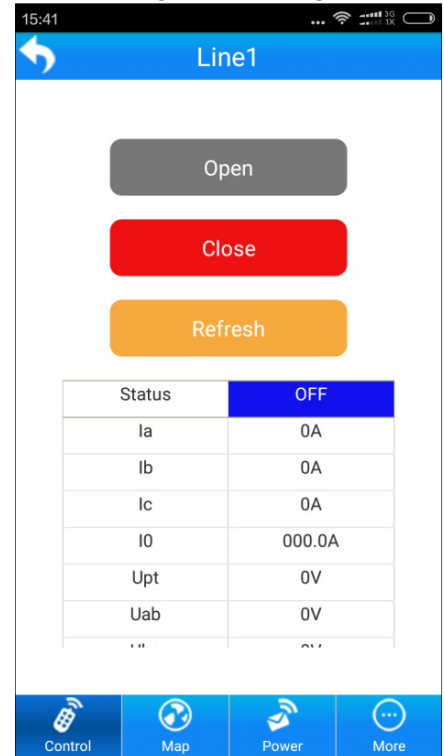 15:41
3G
1X
Line1
Open
Close
Refresh
Status OFF
Ia 0A
Ib 0A
Ic 0A
I0 000.0A
Upt 0V
Uab 0V
Control Map Power More